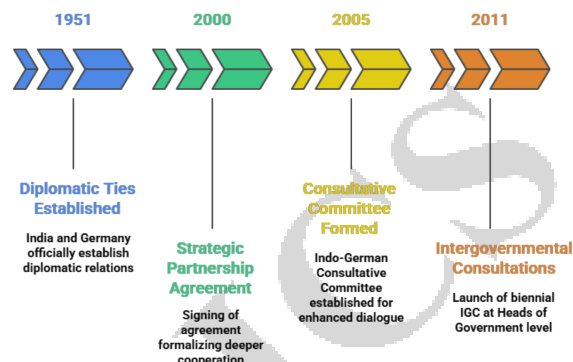 1951
2000
2005
2011
Diplomatic Ties
Established
India and Germany
officially establish
diplomatic relations
Strategic
Partnership
Agreement
Signing of
agreement
formalizing deeper
cooperation
Consultative
Committee
Formed
Indo-German
Consultative
Committee
established for
enhanced dialogue
Intergovernmental
Consultations
Launch of biennial
IGC at Heads of
Government level